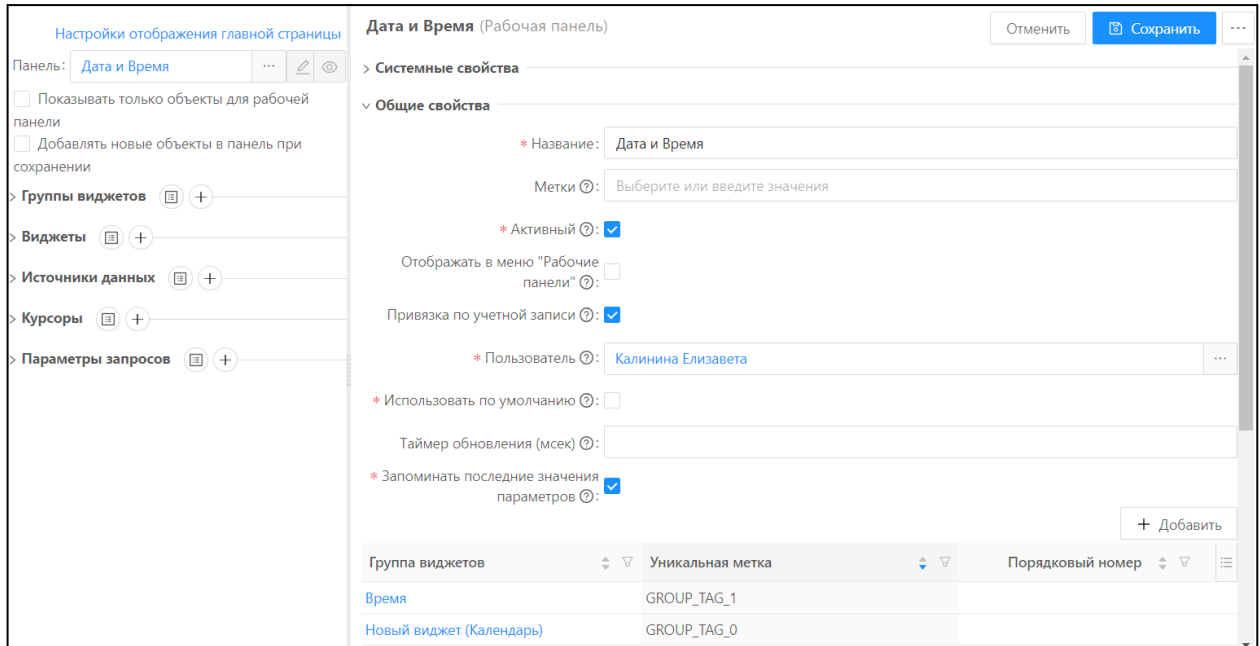 Настройки отображения главной страницы
Панель: Дата и Время ...
Показывать только объекты для рабочей
панели
Добавлять новые объекты в панель при
сохранении
> Группы виджетов
> Виджеты
> Источники данных
> Курсоры
> Параметры запросов
Дата и Время (Рабочая панель)
Отменить
Сохранить
...
> Системные свойства
Общие свойства
* Название: Дата и Время
Метки ?: Выберите или введите значения
* Активный ?:
Отображать в меню "Рабочие
панели" ?:
Привязка по учетной записи ?:
* Пользователь ?: Калинина Елизавета ...
* Использовать по умолчанию ?:
Таймер обновления (мсек) ?:
* Запоминать последние значения
параметров ?:
+ Добавить
Группа виджетов Уникальная метка Порядковый номер
Время GROUP_TAG_1
Новый виджет (Календарь) GROUP_TAG_0